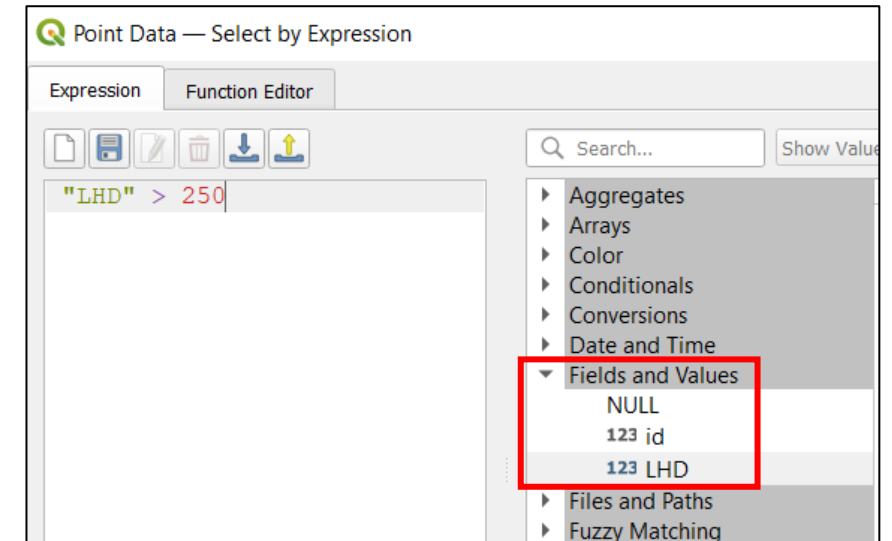 Point Data — Select by Expression
Expression
Function Editor
Search...
Show Value
"LHD" > 250
Aggregates
Arrays
Color
Conditionals
Conversions
Date and Time
Fields and Values
NULL
123 id
123 LHD
Files and Paths
Fuzzy Matching